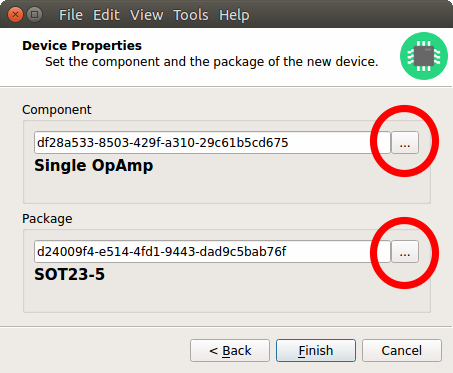 File Edit View Tools Help
Device Properties
Set the component and the package of the new device.
Component
df28a533-8503-429f-a310-29c61b5cd675
...
Single OpAmp
Package
d24009f4-e514-4fd1-9443-dad9c5bab76f
...
SOT23-5
< Back Finish Cancel